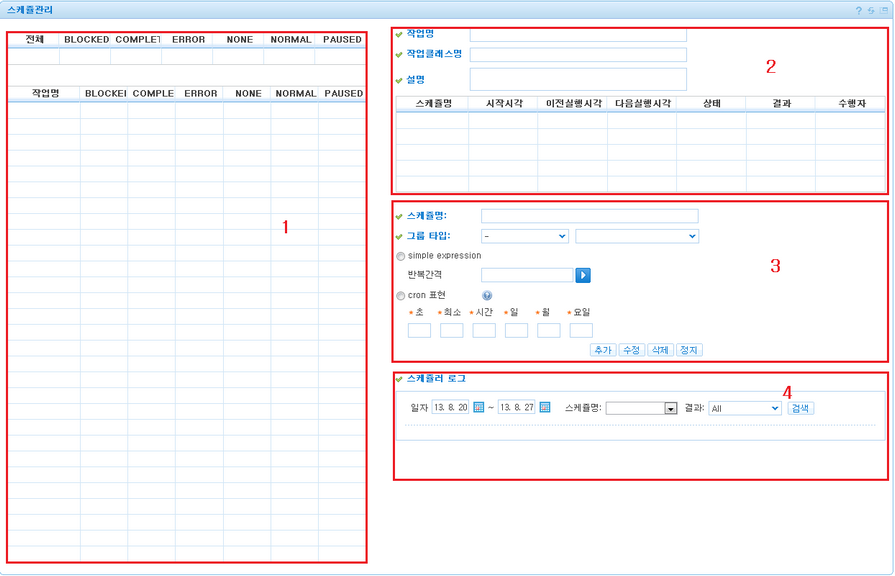 스케쥴관리
전체 BLOCKED COMPLET ERROR NONE NORMAL PAUSED
작업명 BLOCKEI COMPLE ERROR NONE NORMAL PAUSED
1
작업명
작업클래스명
설명
2
스케쥴명 시작시각 이전실행시각 다음실행시각 상태 결과 수행자
스케쥴명:
그룹 타입: -
simple expression
반복간격
3
cron 표현
*초 *회소 *시간 *일 *월 *요일
추가 수정 삭제 정지
스케쥴러 로그
4
일자 13. 8. 20 ~ 13. 8. 27 스케쥴명: 결과: All 검색